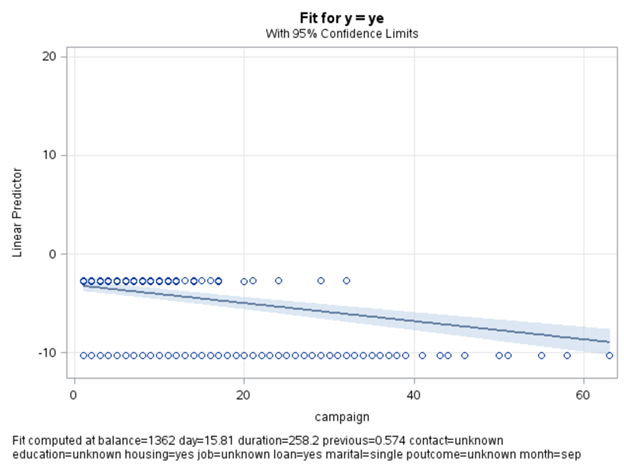 Fit for y = ye
With 95% Confidence Limits
20
10
0
-10
Linear Predictor
0 20 40 60
campaign
Fit computed at balance=1362 day=15.81 duration=258.2 previous=0.574 contact=unknown
education=unknown housing=yes job=unknown loan=yes marital=single poutcome=unknown month=sep